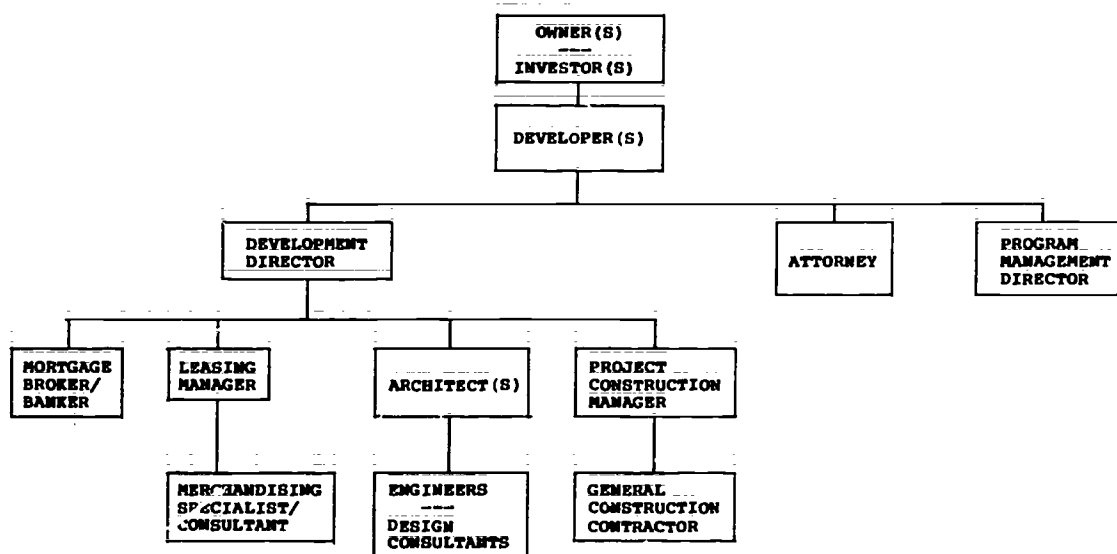 OWNER(S)
---
INVESTOR(S)
DEVELOPER(S)
DEVELOPMENT
DIRECTOR
ATTORNEY
PROGRAM
MANAGEMENT
DIRECTOR
MORTGAGE
BROKER/
BANKER
LEASING
MANAGER
ARCHITECT(S)
PROJECT
CONSTRUCTION
MANAGER
MERCHANDISING
SPECIALIST/
CONSULTANT
ENGINEERS
---
DESIGN
CONSULTANTS
GENERAL
CONSTRUCTION
CONTRACTOR